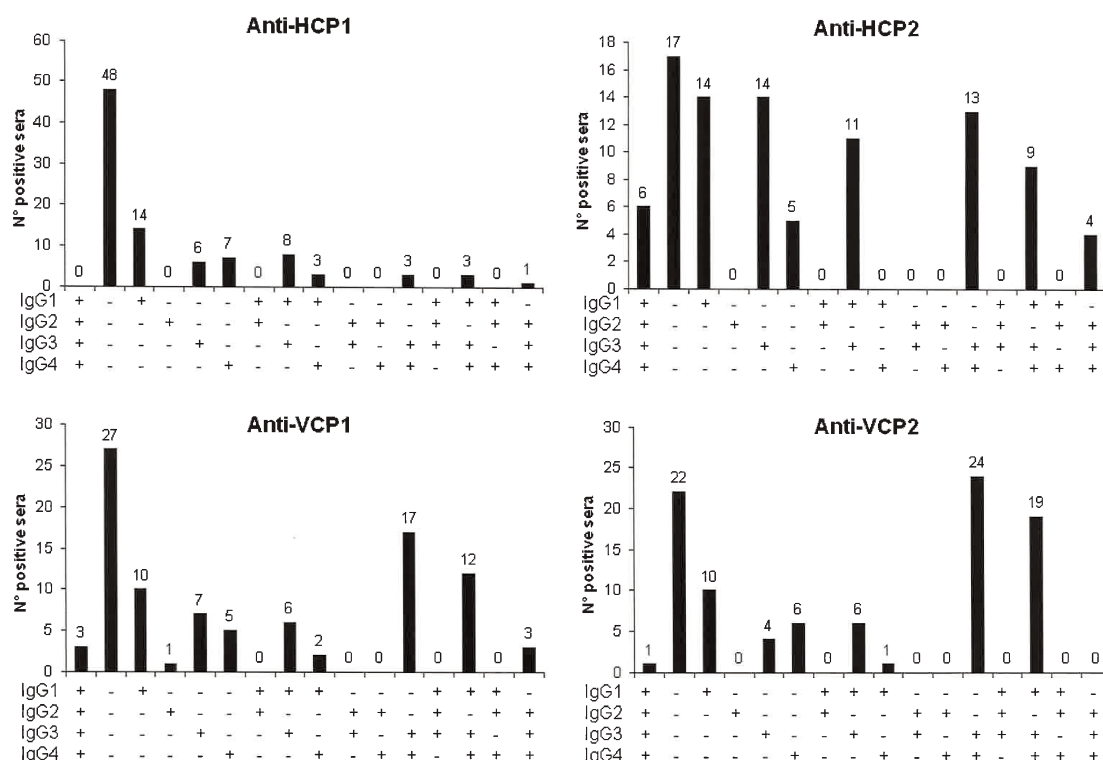 Anti-HCP1
N° positive sera
60
50
40
30
20
10
0
0 48 14 0 6 7 0 8 3 0 0 3 0 3 0 1
IgG1 + - + - - - + + + - - - + + + -
IgG2 + - - + - - + - - + + - + - + +
IgG3 + - - - + - - + - + - + + + - +
IgG4 + - - - - + - - + - + + - + + +
Anti-HCP2
N° positive sera
18
16
14
12
10
8
6
4
2
0
6 17 14 0 14 5 0 11 0 0 0 13 0 9 0 4
IgG1 + - + - - - + + + - - - + + + -
IgG2 + - - + - - + - - + + - + - + +
IgG3 + - - - + - - + - + - + + + - +
IgG4 + - - - - + - - + - + + - + + +
Anti-VCP1
N° positive sera
30
25
20
15
10
5
0
3 27 10 1 7 5 0 6 2 0 0 17 0 12 0 3
IgG1 + - + - - - + + + - - - + + + -
IgG2 + - - + - - + - - + + - + - + +
IgG3 + - - - + - - + - + - + + + - +
IgG4 + - - - - + - - + - + + - + + +
Anti-VCP2
N° positive sera
30
25
20
15
10
5
0
1 22 10 0 4 6 0 6 1 0 0 24 0 19 0 0
IgG1 + - + - - - + + + - - - + + + -
IgG2 + - - + - - + - - + + - + - + +
IgG3 + - - - + - - + - + - + + + - +
IgG4 + - - - - + - - + - + + - + + +